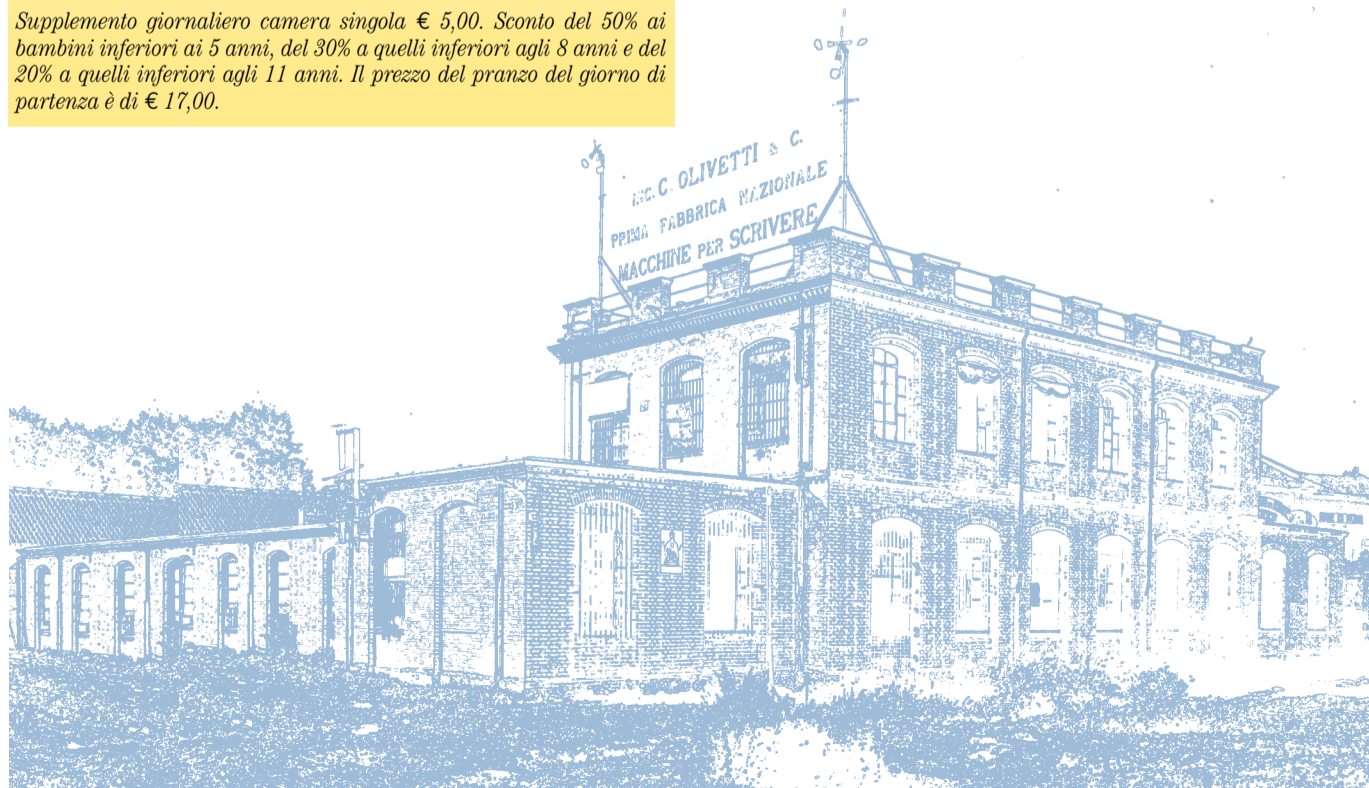 Supplemento giornaliero camera singola € 5,00. Sconto del 50% ai
bambini inferiori ai 5 anni, del 30% a quelli inferiori agli 8 anni e del
20% a quelli inferiori agli 11 anni. Il prezzo del pranzo del giorno di
partenza è di € 17,00.
ING. C. OLIVETTI & C.
PRIMA FABBRICA NAZIONALE
MACCHINE PER SCRIVERE